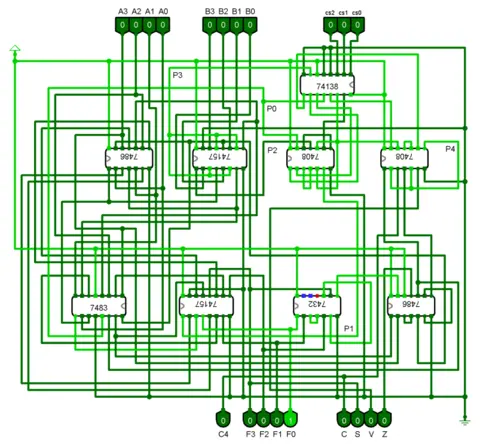 A3 A2 A1 A0 B3 B2 B1 B0 cs2 cs1 cs0
0 0 0 0 0 0 0 0 0 0 0
P3 74138
P0
P2 P4
7486 74157 7408 7408
7483 74157 7432 7486
P1
0 0 0 0 1 0 0 0 0
C4 F3 F2 F1 F0 C S V Z